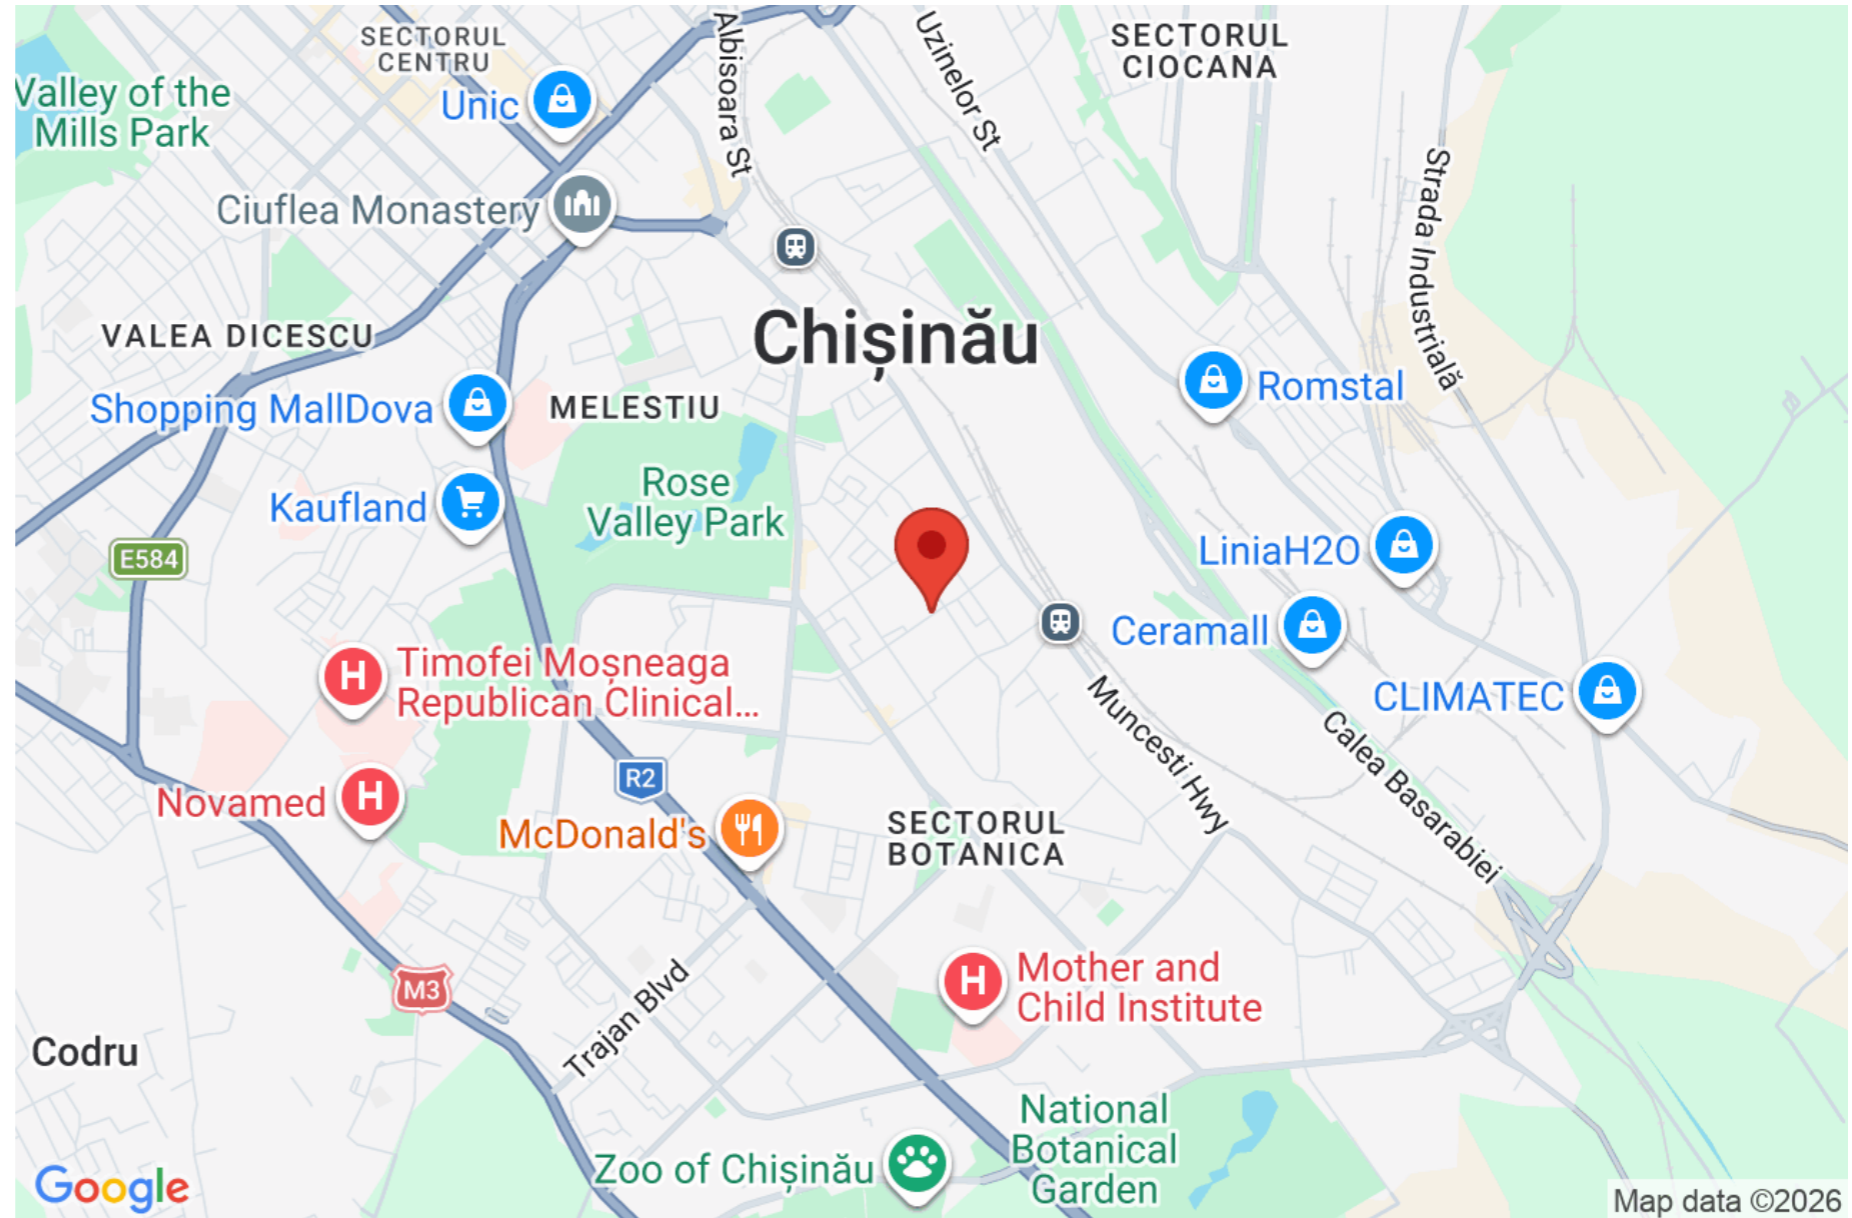 SECTORUL
CENTRU
Albisoara St
Uzinelor St
SECTORUL
CIOCANA
Valley of the
Mills Park
Unic
Strada Industrială
Ciuflea Monastery
VALEA DICESCU
Chișinău
Shopping MallDova
MELESTIU
Romstal
Kaufland
Rose
Valley Park
E584
LiniaH2O
Ceramall
Timofei Moșneaga
Republican Clinical...
CLIMATEC
Muncesti Hwy
Calea Basarabiei
R2
Novamed
McDonald's
SECTORUL
BOTANICA
M3
Trajan Blvd
Mother and
Child Institute
Codru
National
Botanical
Garden
Zoo of Chișinău
Google
Map data ©2026